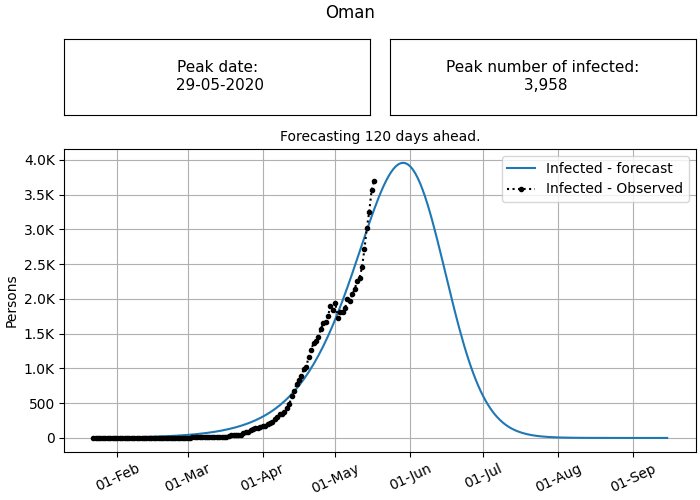 Oman
Peak date:
29-05-2020
Peak number of infected:
3,958
Forecasting 120 days ahead.
4.0K
3.5K
3.0K
2.5K
2.0K
1.5K
1.0K
500
0
Persons
Infected - forecast
Infected - Observed
01-Feb
01-Mar
01-Apr
01-May
01-Jun
01-Jul
01-Aug
01-Sep